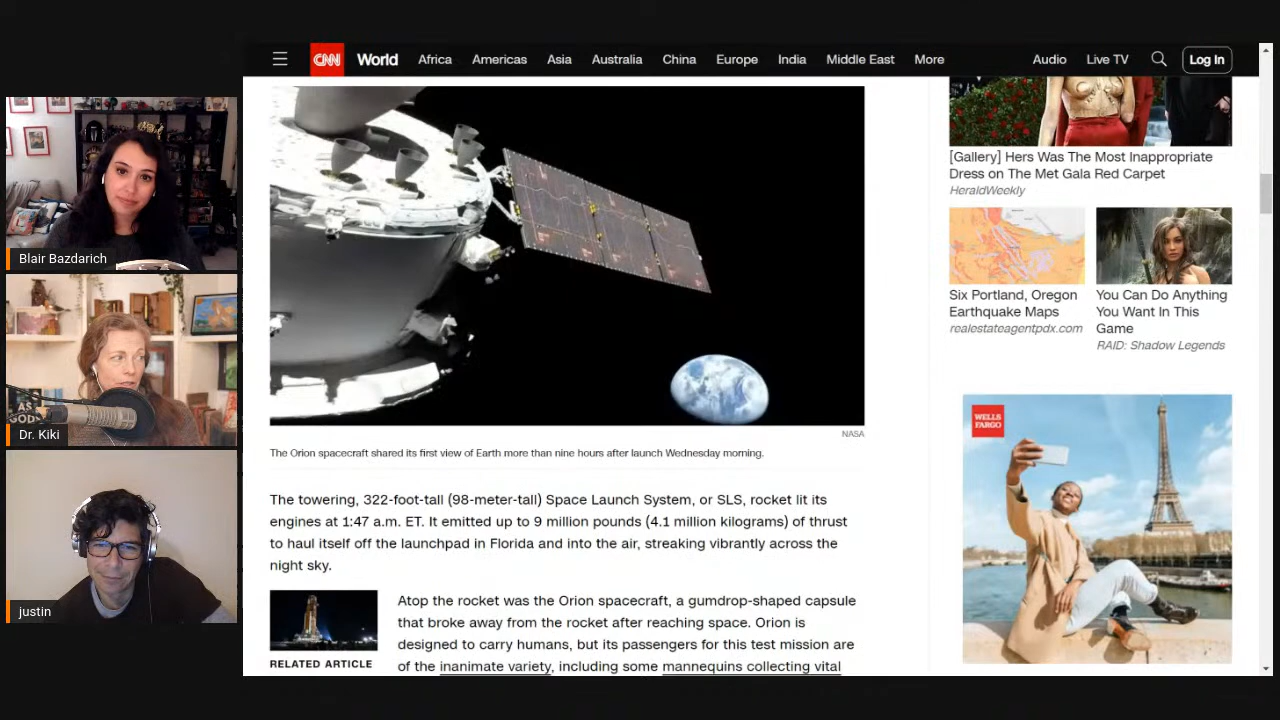 CNN World Africa Americas Asia Australia China Europe India Middle East More Audio Live TV Log In
Blair Bazdarich
Dr. Kiki
justin
NASA
The Orion spacecraft shared its first view of Earth more than nine hours after launch Wednesday morning.
The towering, 322-foot-tall (98-meter-tall) Space Launch System, or SLS, rocket lit its
engines at 1:47 a.m. ET. It emitted up to 9 million pounds (4.1 million kilograms) of thrust
to haul itself off the launchpad in Florida and into the air, streaking vibrantly across the
night sky.
RELATED ARTICLE
Atop the rocket was the Orion spacecraft, a gumdrop-shaped capsule
that broke away from the rocket after reaching space. Orion is
designed to carry humans, but its passengers for this test mission are
of the inanimate variety, including some mannequins collecting vital
[Gallery] Hers Was The Most Inappropriate
Dress on The Met Gala Red Carpet
HeraldWeekly
Six Portland, Oregon
Earthquake Maps
realestateagentpdx.com
You Can Do Anything
You Want In This
Game
RAID: Shadow Legends
WELLS
FARGO
AS
GOD